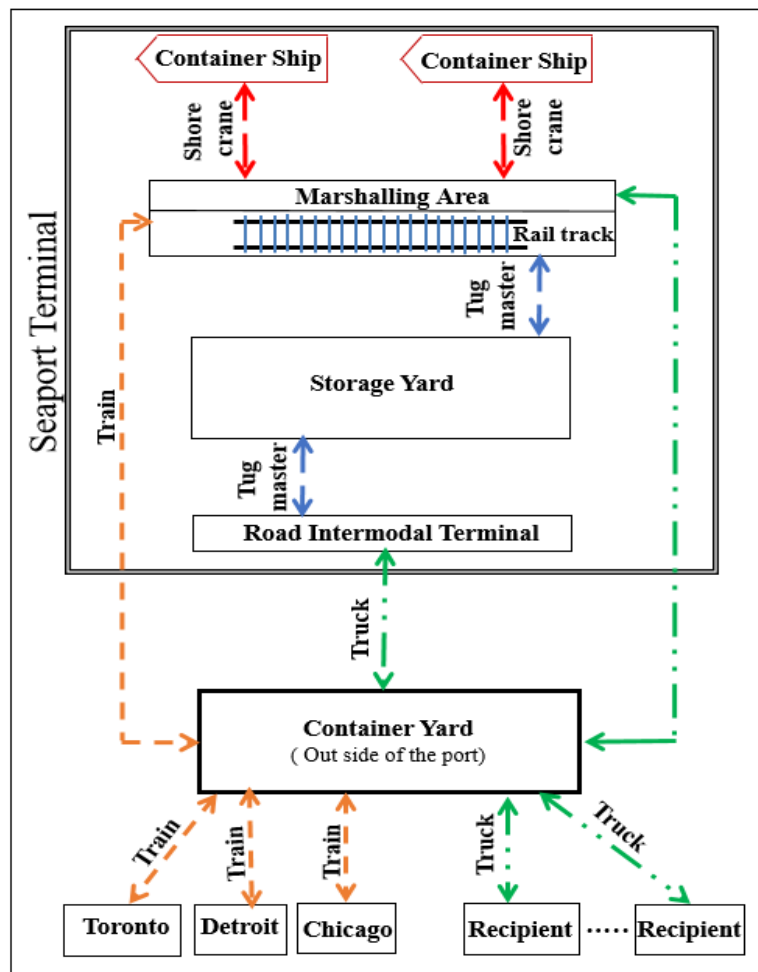 Container Ship
Container Ship
Shore
crane
Shore
crane
Marshalling Area
Rail track
Tug
master
Seaport Terminal
Storage Yard
Train
Tug
master
Road Intermodal Terminal
Truck
Container Yard
( Out side of the port)
Train
Train
Train
Truck
Truck
Toronto
Detroit
Chicago
Recipient
.....
Recipient